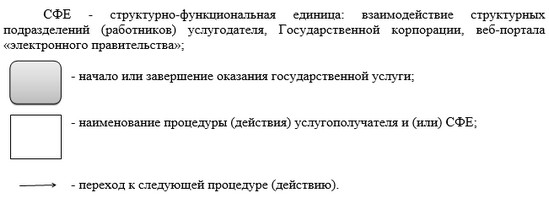 СФЕ - структурно-функциональная единица: взаимодействие структурных
подразделений (работников) услугодателя, Государственной корпорации, веб-портала
«электронного правительства»;
- начало или завершение оказания государственной услуги;
- наименование процедуры (действия) услугополучателя и (или) СФЕ;
- переход к следующей процедуре (действию).